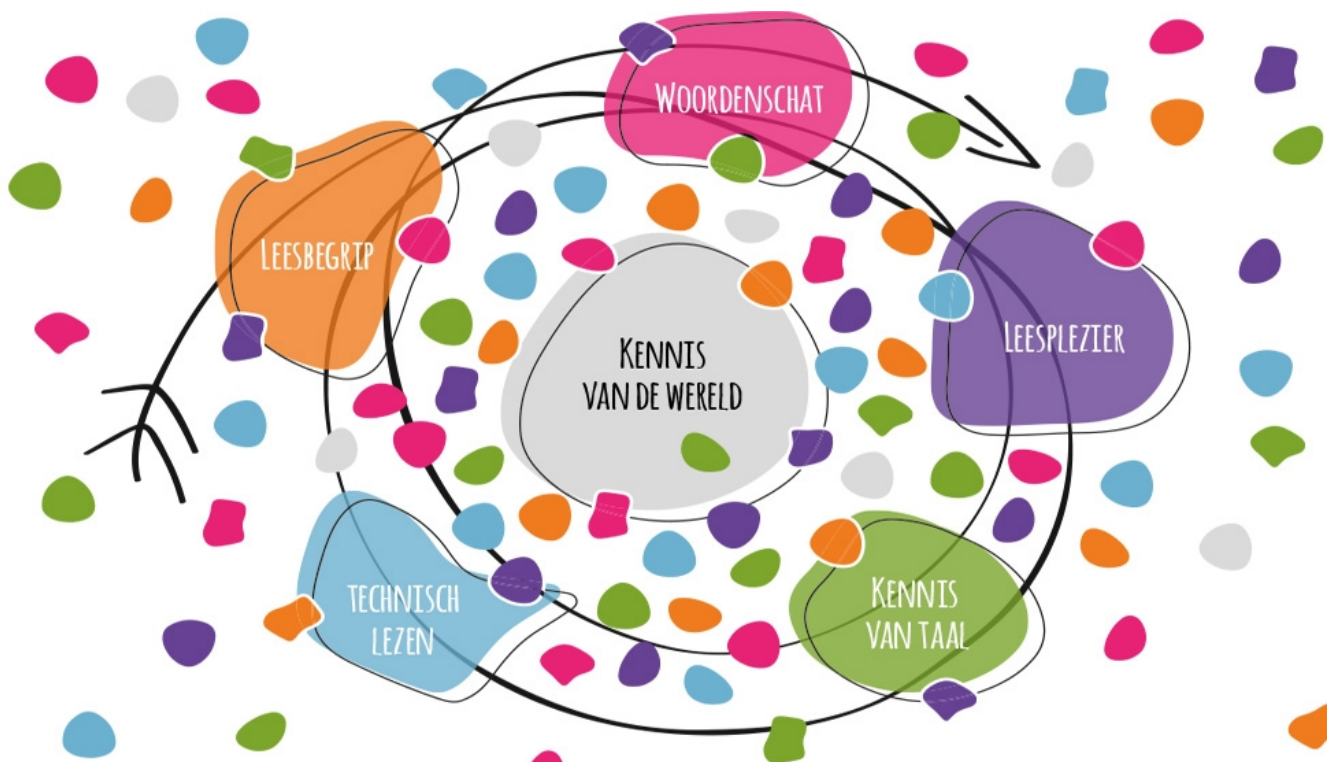 WOORDENSCHAT
LEESBEGRIP
LEESPLEZIER
KENNIS
VAN DE WERELD
TECHNISCH
LEZEN
KENNIS
VAN TAAL